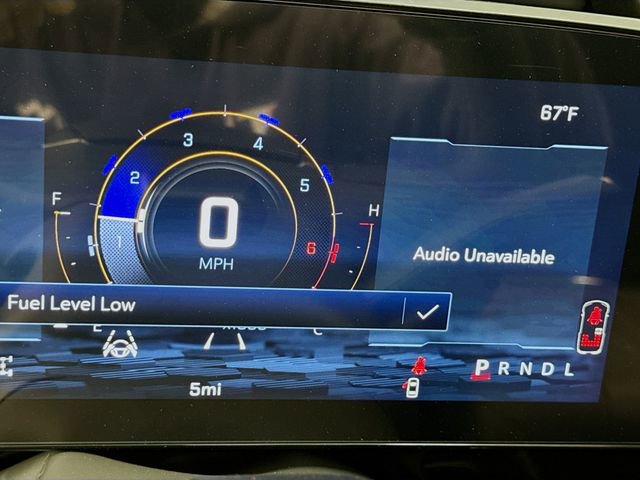 67°F
3
4
2
5
F
H
1
0
6
MPH
Audio Unavailable
Fuel Level Low
E
C
P R N D L
5mi